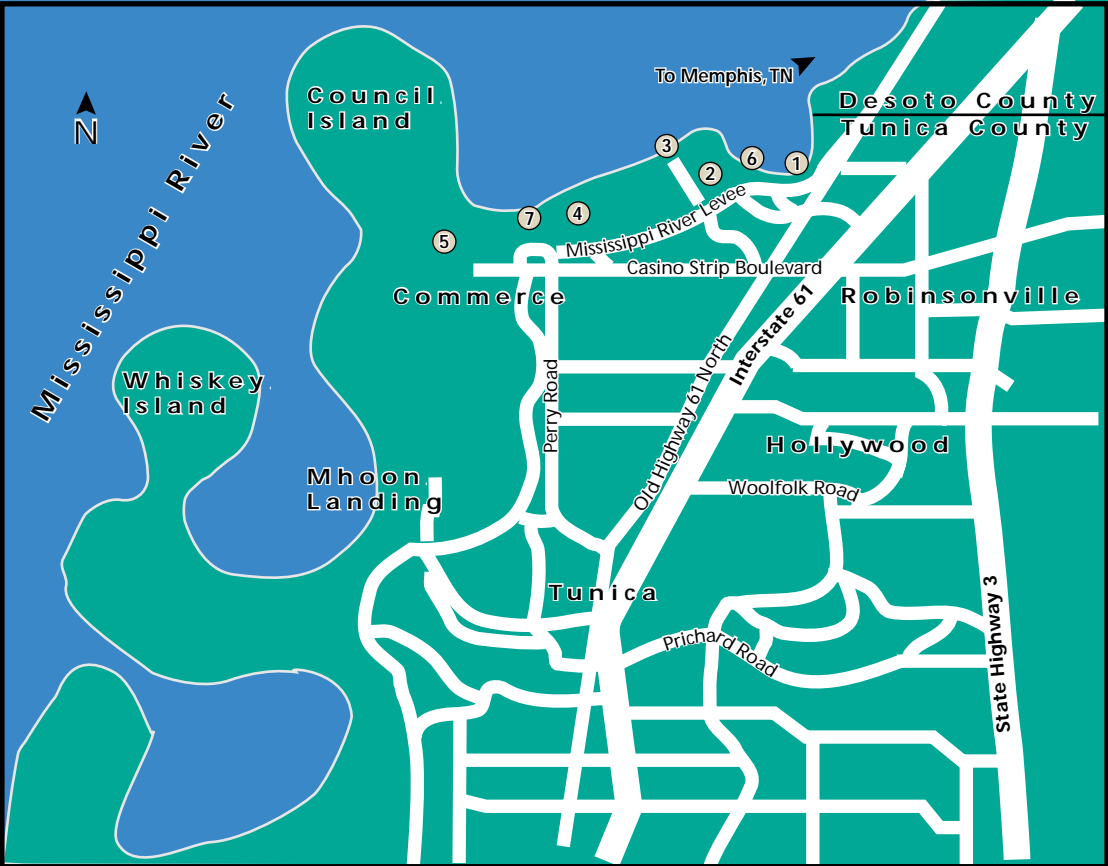 To Memphis, TN
Council
Island
Desoto County
Tunica County
N
Mississippi River
3
6
1
2
7
4
5
Mississippi River Levee
Casino Strip Boulevard
Commerce
Robinsonville
Interstate 61
Whiskey
Island
Perry Road
Old Highway 61 North
Hollywood
Mhoon
Landing
Woolfolk Road
Tunica
Prichard Road
State Highway 3